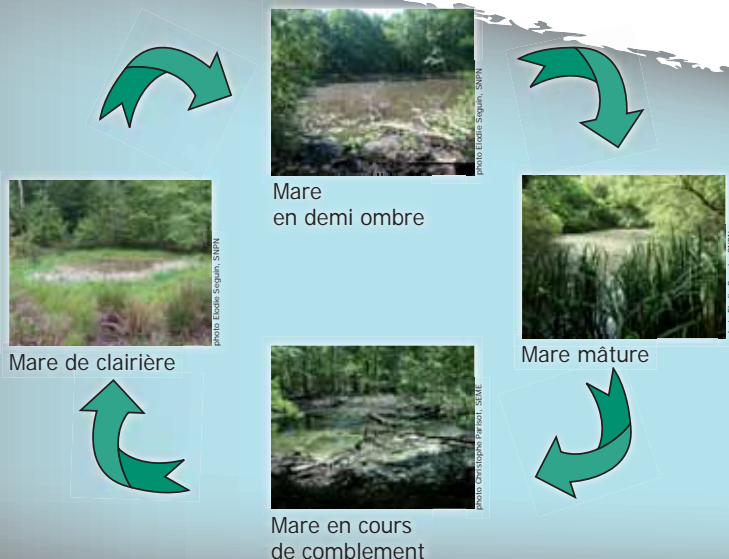 photo Elodie Seguin, SNPN
Mare
en demi ombre
photo Elodie Seguin, SNPN
Mare de clairière
Mare mâture
photo Christophe Parisot, SEME
Mare en cours
de comblement